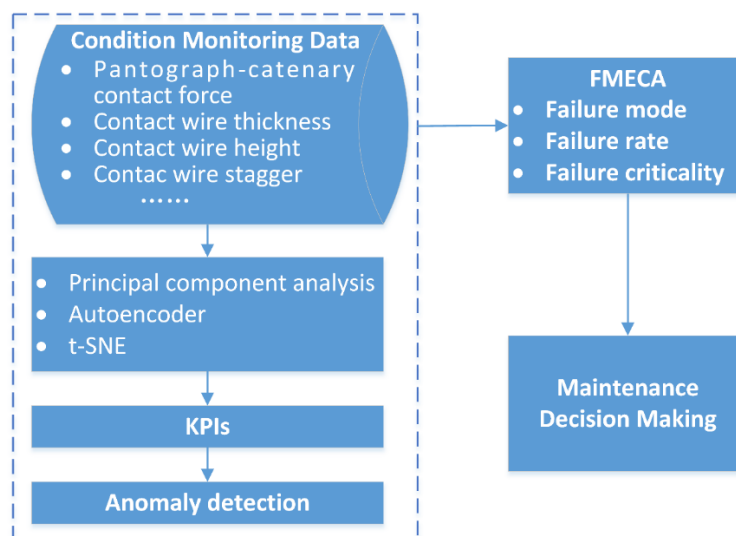 Condition Monitoring Data
● Pantograph-catenary
contact force
● Contact wire thickness
● Contact wire height
● Contac wire stagger
……
● Principal component analysis
● Autoencoder
● t-SNE
KPIs
Anomaly detection
FMECA
● Failure mode
● Failure rate
● Failure criticality
Maintenance
Decision Making